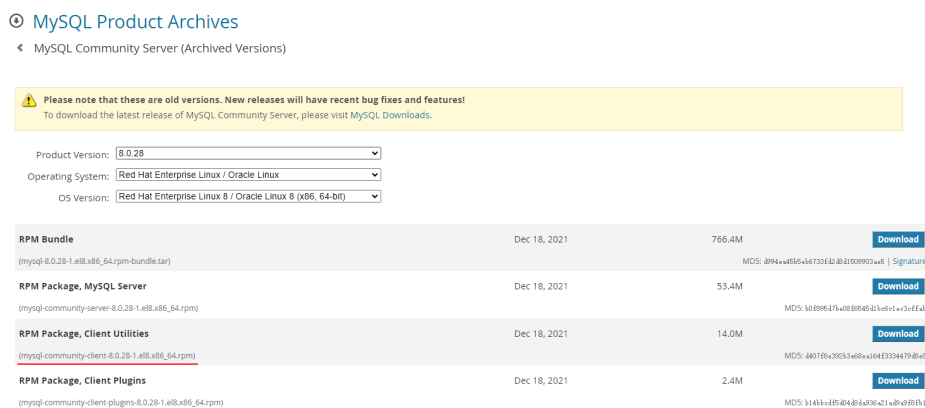 MySQL Product Archives
MySQL Community Server (Archived Versions)
Please note that these are old versions. New releases will have recent bug fixes and features!
To download the latest release of MySQL Community Server, please visit MySQL Downloads.
Product Version: 8.0.28
Operating System: Red Hat Enterprise Linux / Oracle Linux
OS Version: Red Hat Enterprise Linux 8 / Oracle Linux 8 (x86, 64-bit)
RPM Bundle Dec 18, 2021 766.4M Download
(mysql-8.0.28-1.el8.x86_64.rpm-bundle.tar) MD5: | Signature
RPM Package, MySQL Server Dec 18, 2021 53.4M Download
(mysql-community-server-8.0.28-1.el8.x86_64.rpm) MD5:
RPM Package, Client Utilities Dec 18, 2021 14.0M Download
(mysql-community-client-8.0.28-1.el8.x86_64.rpm) MD5:
RPM Package, Client Plugins Dec 18, 2021 2.4M Download
(mysql-community-client-plugins-8.0.28-1.el8.x86_64.rpm) MD5: